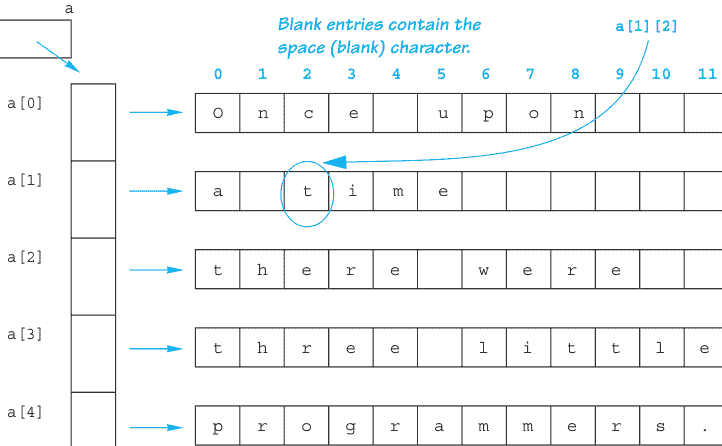 a
Blank entries contain the
space (blank) character.
a[1][2]
0 1 2 3 4 5 6 7 8 9 10 11
a[0] O n c e   u p o n
a[1] a   t i m e
a[2] t h e r e   w e r e
a[3] t h r e e   l i t t l e
a[4] p r o g r a m m e r s .